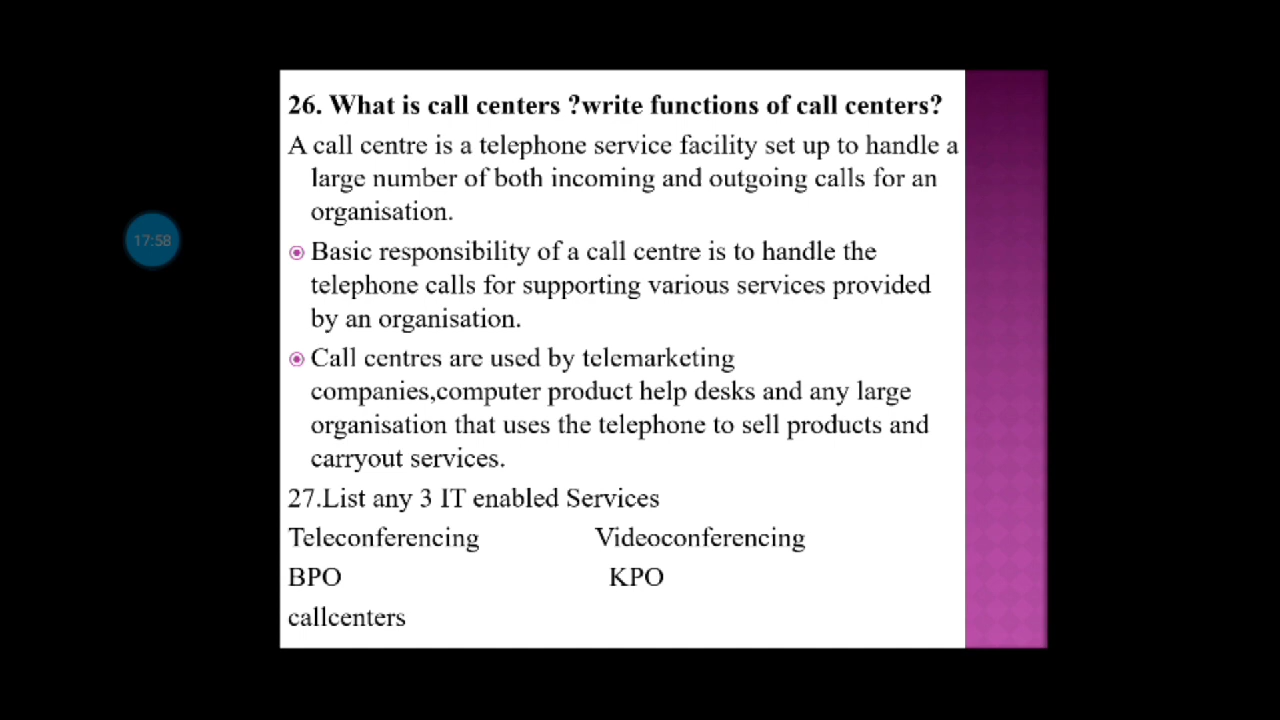 26. What is call centers ?write functions of call centers?
A call centre is a telephone service facility set up to handle a
large number of both incoming and outgoing calls for an
organisation.
Basic responsibility of a call centre is to handle the
telephone calls for supporting various services provided
by an organisation.
Call centres are used by telemarketing
companies,computer product help desks and any large
organisation that uses the telephone to sell products and
carryout services.
27.List any 3 IT enabled Services
Teleconferencing Videoconferencing
BPO KPO
callcenters
17:58